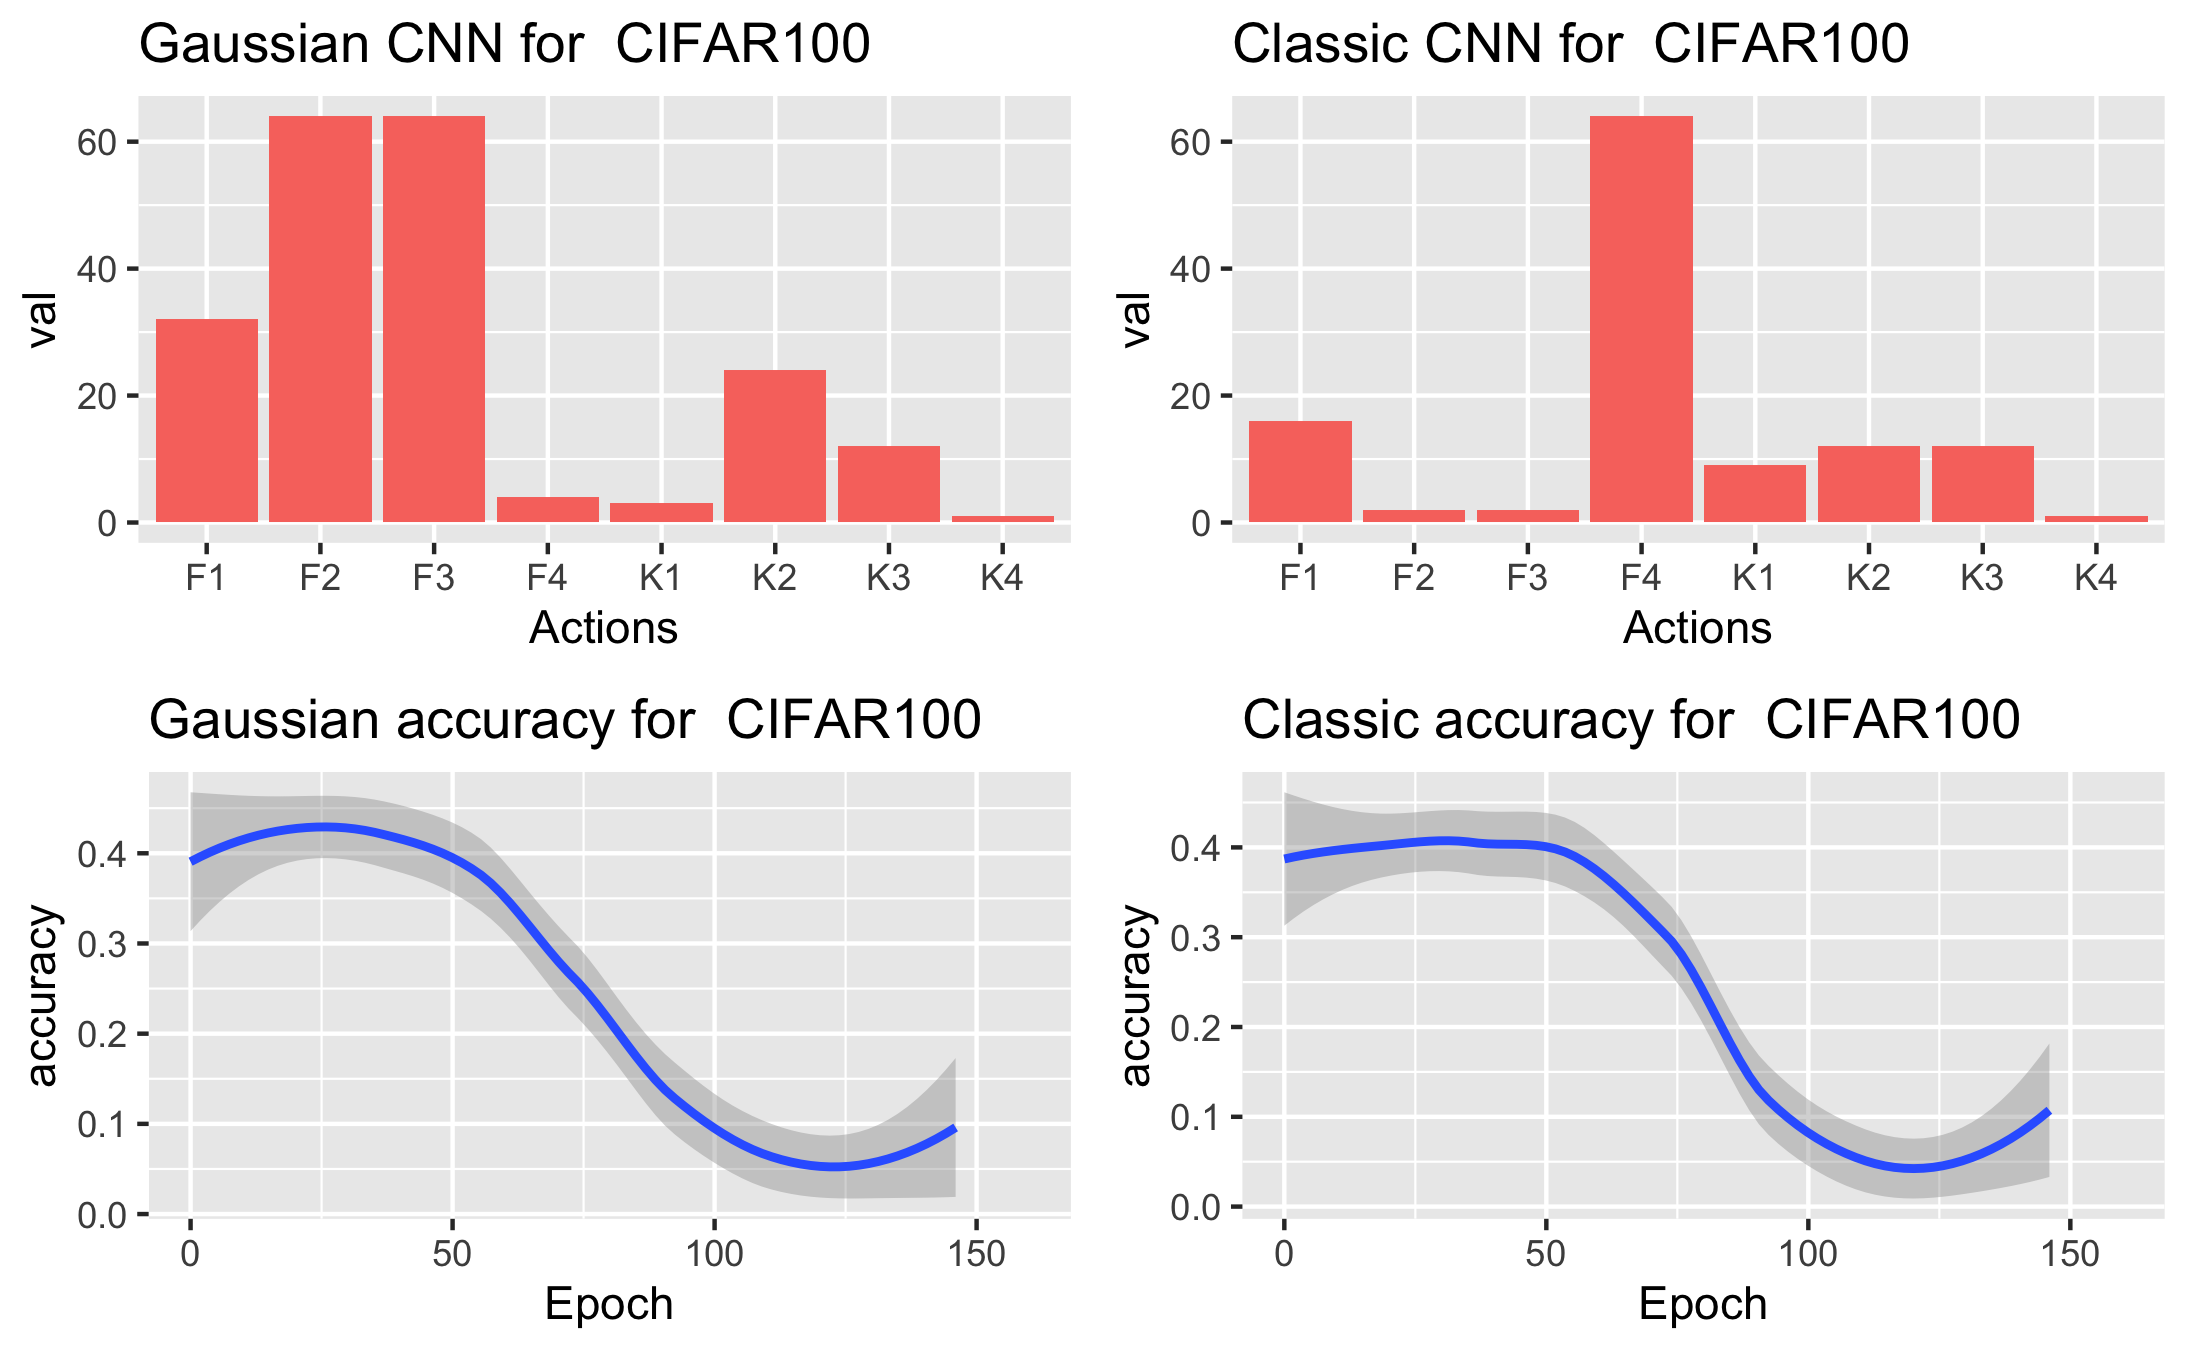 Gaussian CNN for  CIFAR100
val
60
40
20
0
F1 F2 F3 F4 K1 K2 K3 K4
Actions
Classic CNN for  CIFAR100
val
60
40
20
0
F1 F2 F3 F4 K1 K2 K3 K4
Actions
Gaussian accuracy for  CIFAR100
accuracy
0.4
0.3
0.2
0.1
0.0
0 50 100 150
Epoch
Classic accuracy for  CIFAR100
accuracy
0.4
0.3
0.2
0.1
0.0
0 50 100 150
Epoch